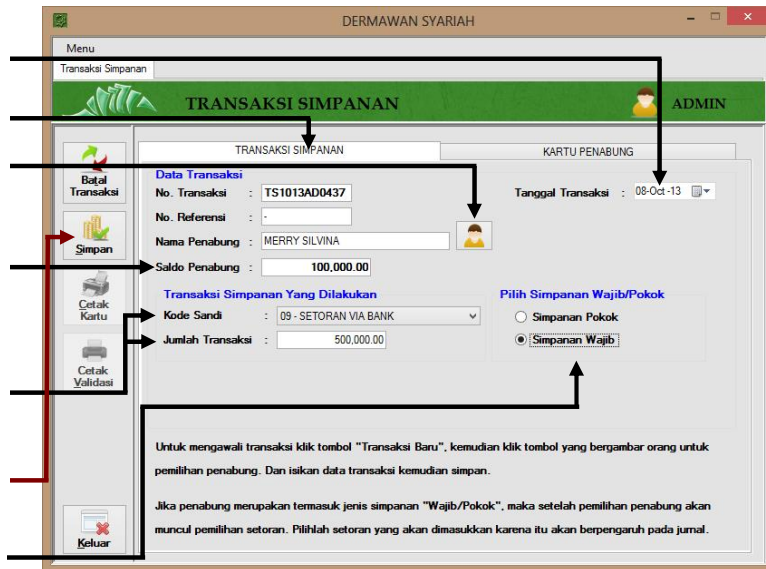 DERMAWAN SYARIAH
Menu
Transaksi Simpanan
TRANSAKSI SIMPANAN
ADMIN
Batal
Transaksi
Simpan
Cetak
Kartu
Cetak
Validasi
Keluar
TRANSAKSI SIMPANAN
KARTU PENABUNG
Data Transaksi
No. Transaksi : TS1013AD0437
Tanggal Transaksi : 08-Oct-13
No. Referensi : -
Nama Penabung : MERRY SILVINA
Saldo Penabung : 100,000.00
Transaksi Simpanan Yang Dilakukan
Kode Sandi : 09 - SETORAN VIA BANK
Jumlah Transaksi : 500,000.00
Pilih Simpanan Wajib/Pokok
Simpanan Pokok
Simpanan Wajib
Untuk mengawali transaksi klik tombol "Transaksi Baru", kemudian klik tombol yang bergambar orang untuk
pemilihan penabung. Dan isikan data transaksi kemudian simpan.
Jika penabung merupakan termasuk jenis simpanan "Wajib/Pokok", maka setelah pemilihan penabung akan
muncul pemilihan setoran. Pilihlah setoran yang akan dimasukkan karena itu akan berpengaruh pada jurnal.